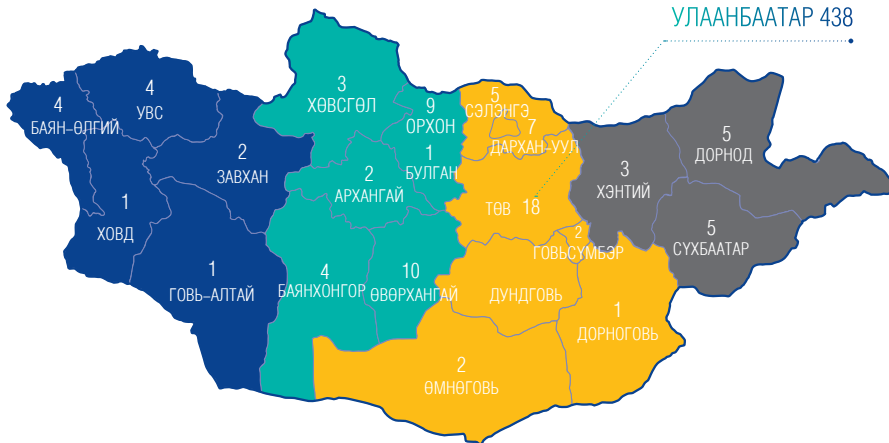 УЛААНБААТАР 438
4
БАЯН-ӨЛГИЙ
4
УВС
2
ЗАВХАН
1
ХОВД
1
ГОВЬ-АЛТАЙ
3
ХӨВСГӨЛ
9
ОРХОН
1
БУЛГАН
2
АРХАНГАЙ
4
БАЯНХОНГОР
10
ӨВӨРХАНГАЙ
5
СЭЛЭНГЭ
7
ДАРХАН-УУЛ
ТӨВ 18
2
ГОВЬСҮМБЭР
ДУНДГОВЬ
1
ДОРНОГОВЬ
2
ӨМНӨГОВЬ
3
ХЭНТИЙ
5
ДОРНОД
5
СҮХБААТАР